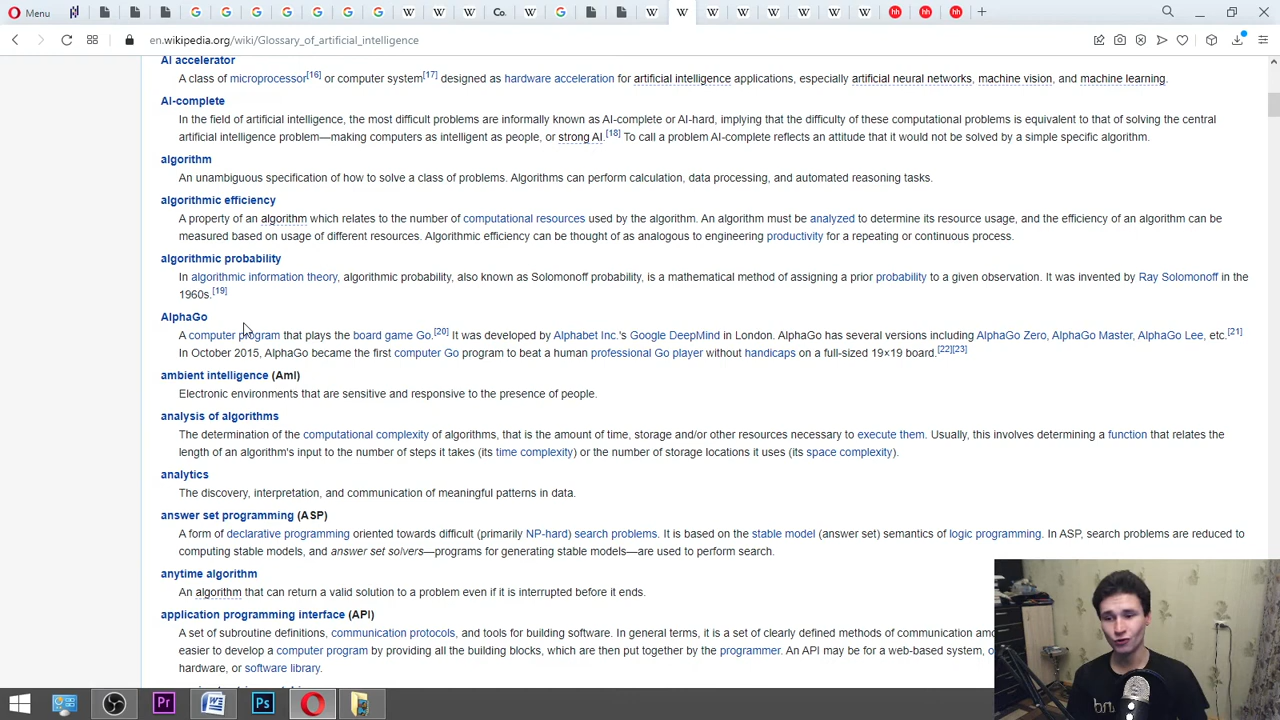 Menu
Co.
hh
hh
hh
en.wikipedia.org/wiki/Glossary_of_artificial_intelligence
AI accelerator
A class of microprocessor[16] or computer system[17] designed as hardware acceleration for artificial intelligence applications, especially artificial neural networks, machine vision, and machine learning.
AI-complete
In the field of artificial intelligence, the most difficult problems are informally known as AI-complete or AI-hard, implying that the difficulty of these computational problems is equivalent to that of solving the central
artificial intelligence problem—making computers as intelligent as people, or strong AI.[18] To call a problem AI-complete reflects an attitude that it would not be solved by a simple specific algorithm.
algorithm
An unambiguous specification of how to solve a class of problems. Algorithms can perform calculation, data processing, and automated reasoning tasks.
algorithmic efficiency
A property of an algorithm which relates to the number of computational resources used by the algorithm. An algorithm must be analyzed to determine its resource usage, and the efficiency of an algorithm can be
measured based on usage of different resources. Algorithmic efficiency can be thought of as analogous to engineering productivity for a repeating or continuous process.
algorithmic probability
In algorithmic information theory, algorithmic probability, also known as Solomonoff probability, is a mathematical method of assigning a prior probability to a given observation. It was invented by Ray Solomonoff in the
1960s.[19]
AlphaGo
A computer program that plays the board game Go.[20] It was developed by Alphabet Inc.'s Google DeepMind in London. AlphaGo has several versions including AlphaGo Zero, AlphaGo Master, AlphaGo Lee, etc.[21]
In October 2015, AlphaGo became the first computer Go program to beat a human professional Go player without handicaps on a full-sized 19×19 board.[22][23]
ambient intelligence (AmI)
Electronic environments that are sensitive and responsive to the presence of people.
analysis of algorithms
The determination of the computational complexity of algorithms, that is the amount of time, storage and/or other resources necessary to execute them. Usually, this involves determining a function that relates the
length of an algorithm's input to the number of steps it takes (its time complexity) or the number of storage locations it uses (its space complexity).
analytics
The discovery, interpretation, and communication of meaningful patterns in data.
answer set programming (ASP)
A form of declarative programming oriented towards difficult (primarily NP-hard) search problems. It is based on the stable model (answer set) semantics of logic programming. In ASP, search problems are reduced to
computing stable models, and answer set solvers—programs for generating stable models—are used to perform search.
anytime algorithm
An algorithm that can return a valid solution to a problem even if it is interrupted before it ends.
application programming interface (API)
A set of subroutine definitions, communication protocols, and tools for building software. In general terms, it is a set of clearly defined methods of communication
easier to develop a computer program by providing all the building blocks, which are then put together by the programmer. An API may be for a web-based system,
hardware, or software library.
Pr
Ps